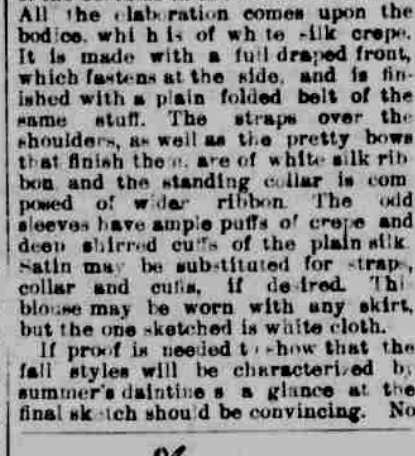 All the elaboration comes upon the
bodice, which is of white silk crepe.
It is made with a full draped front,
which fastens at the side, and is fin-
ished with a plain folded belt of the
same stuff. The straps over the
shoulders, as well as the pretty bows
that finish them, are of white silk rib
bon and the standing collar is com
posed of wider ribbon. The odd
sleeves have ample puffs of crepe and
deep shirred cuffs of the plain silk.
Satin may be substituted for straps,
collar and cuffs, if desired. This
blouse may be worn with any skirt,
but the one sketched is white cloth.
If proof is needed to show that the
fall styles will be characterized by
summer's daintiness a glance at the
final sketch should be convincing. No